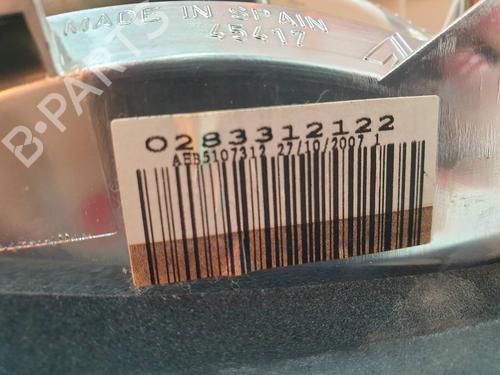 MADE IN SPAIN
45417
B-PARTS
0283312122
AEB5107312 27/10/2007 1